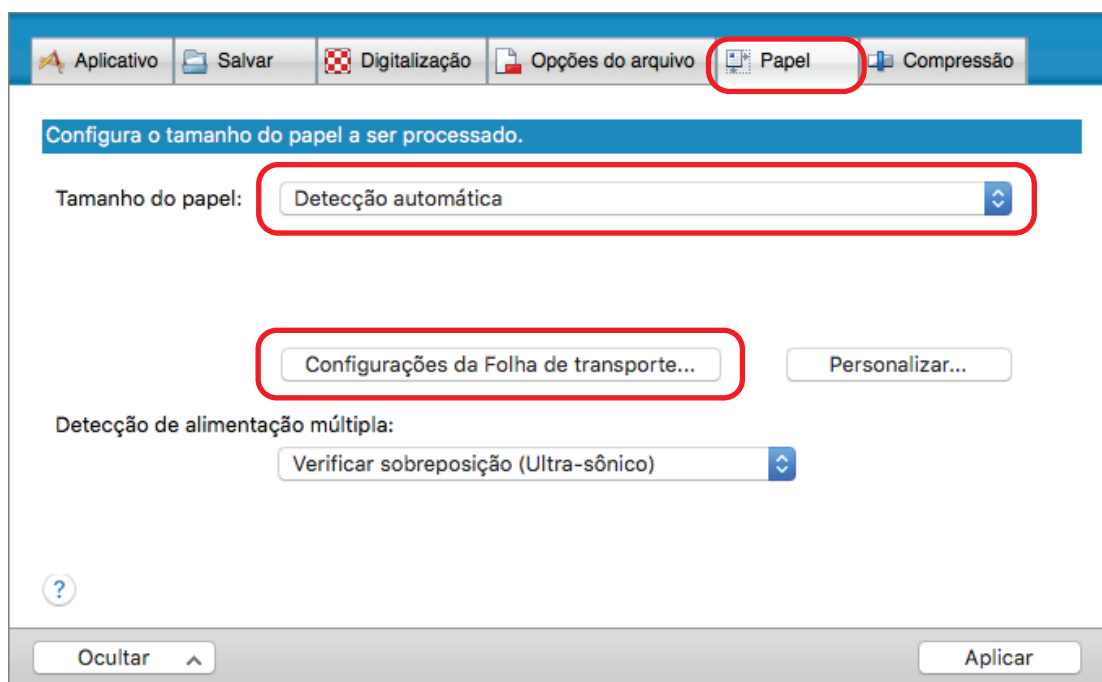 Aplicativo Salvar Digitalização Opções do arquivo Papel Compressão
Configura o tamanho do papel a ser processado.
Tamanho do papel: Detecção automática
Configurações da Folha de transporte... Personalizar...
Detecção de alimentação múltipla:
Verificar sobreposição (Ultra-sônico)
?
Ocultar Aplicar